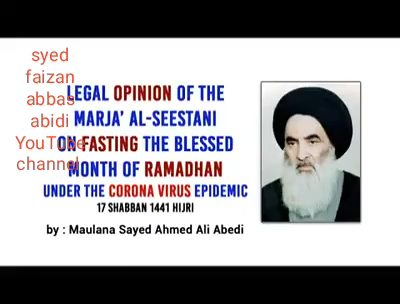 syed
faizan
abbas
abidi
YouTube
channel
LEGAL OPINION OF THE
MARJA' AL-SEESTANI
ON FASTING THE BLESSED
MONTH OF RAMADHAN
UNDER THE CORONA VIRUS EPIDEMIC
17 SHABBAN 1441 HIJRI
by : Maulana Sayed Ahmed Ali Abedi